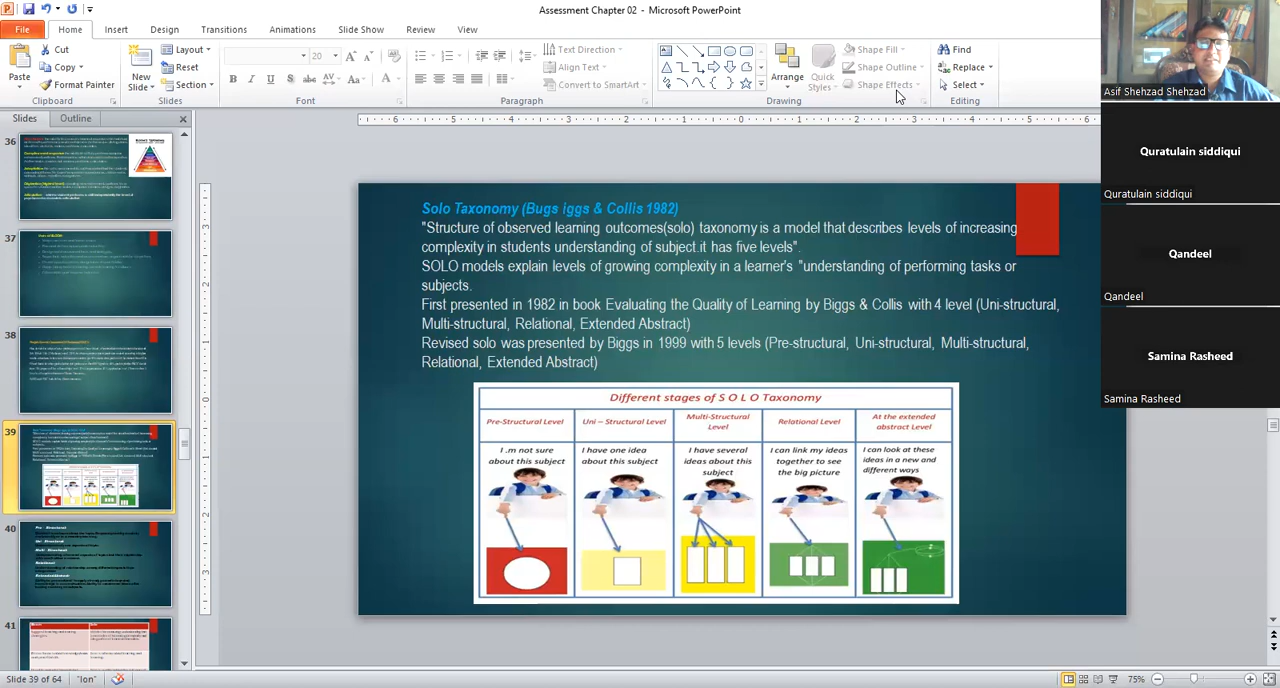 Assessment Chapter 02 - Microsoft PowerPoint
File Home Insert Design Transitions Animations Slide Show Review View
Paste
Cut
Copy
Format Painter
Clipboard
New Slide
Layout
Reset
Section
Slides
20
Font
Text Direction
Align Text
Convert to SmartArt
Paragraph
Arrange
Quick Styles
Shape Fill
Shape Outline
Shape Effects
Drawing
Find
Replace
Select
Editing
Asif Shehzad Shehzad
Quratulain siddiqui
Quratulain siddiqui
Qandeel
Qandeel
Samina Rasheed
Samina Rasheed
Slides Outline
36
37
38
39
40
41
Solo Taxonomy (Bugs iggs & Collis 1982)
"Structure of observed learning outcomes(solo) taxonomy is a model that describes levels of increasing
complexity in students understanding of subject.it has five levels".
SOLO model explain levels of growing complexity in a learner's "understanding of performing tasks or
subjects.
First presented in 1982 in book Evaluating the Quality of Learning by Biggs & Collis with 4 level (Uni-structural,
Multi-structural, Relational, Extended Abstract)
Revised solo was presented by Biggs in 1999 with 5 levels (Pre-structural, Uni-structural, Multi-structural,
Relational, Extended Abstract)
Different stages of S O L O Taxonomy
Pre-Structural Level
Uni – Structural Level
Multi-Structural
Level
Relational Level
At the extended
abstract Level
I .m not sure
about this subject
I have one idea
about this subject
I have several
ideas about this
subject
I can link my ideas
together to see
the big picture
I can look at these
ideas in a new and
different ways
Slide 39 of 64 "Ion" 75%